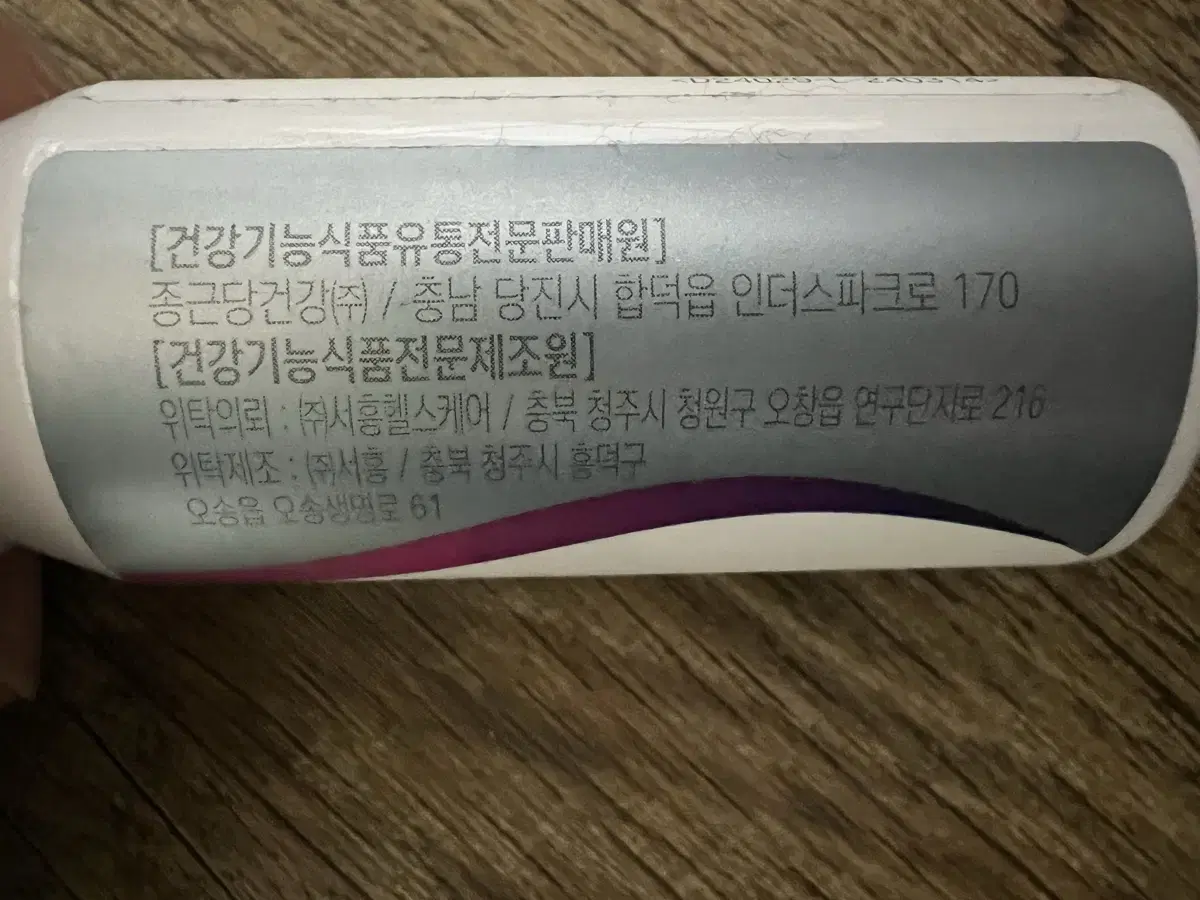 [건강기능식품유통전문판매원]
종근당건강㈜ / 충남 당진시 합덕읍 인더스파크로 170
[건강기능식품전문제조원]
위탁의뢰 : ㈜서흥헬스케어 / 충북 청주시 청원구 오창읍 연구단지로 216
위탁제조 : ㈜서흥 / 충북 청주시 흥덕구
오송읍 오송생명로 61